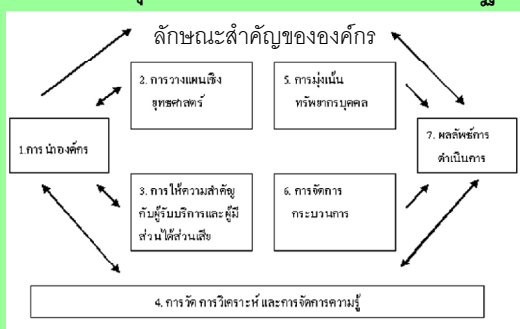 ลักษณะสำคัญขององค์กร
2. การวางแผนเชิง
ยุทธศาสตร์
5. การมุ่งเน้น
ทรัพยากรบุคคล
1.การ นำองค์กร
7. ผลลัพธ์การ
ดำเนินการ
3. การให้ความสำคัญ
กับผู้รับบริการและผู้มี
ส่วนได้ส่วนเสีย
6. การจัดการ
กระบวนการ
4. การวัด การวิเคราะห์ และการจัดการความรู้